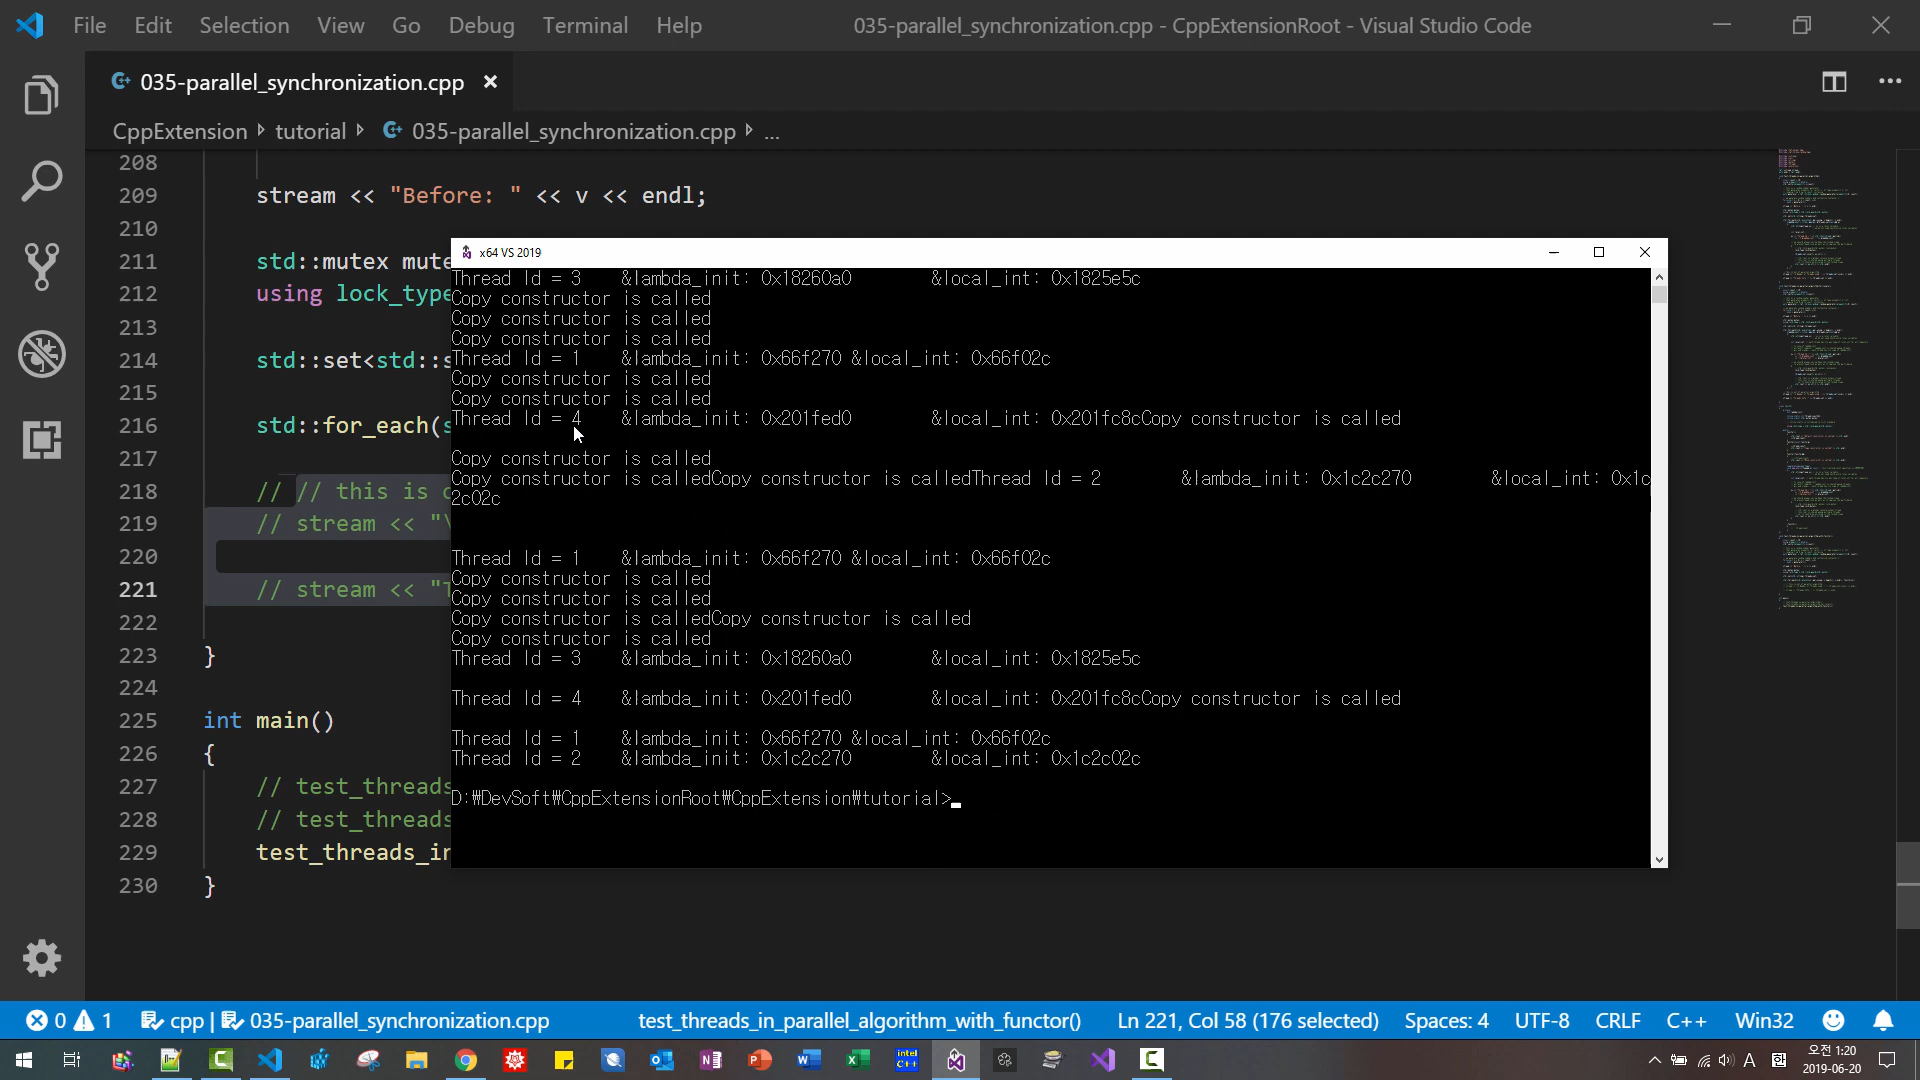 File Edit Selection View Go Debug Terminal Help
035-parallel_synchronization.cpp - CppExtensionRoot - Visual Studio Code
035-parallel_synchronization.cpp
CppExtension tutorial 035-parallel_synchronization.cpp ...
208
209 stream << "Before: " << v << endl;
210
211 std::mutex mute
212 using lock_type
213
214 std::set<std::s
215
216 std::for_each(s
217
218 // // this is c
219 // stream << "\
220
221 // stream << "T
222
223 }
224
225 int main()
226 {
227 // test_threads
228 // test_threads
229 test_threads_in
230 }
x64 VS 2019
Thread Id = 3 &lambda_init: 0x18260a0 &local_int: 0x1825e5c
Copy constructor is called
Copy constructor is called
Copy constructor is called
Thread Id = 1 &lambda_init: 0x66f270 &local_int: 0x66f02c
Copy constructor is called
Copy constructor is called
Thread Id = 4 &lambda_init: 0x201fed0 &local_int: 0x201fc8cCopy constructor is called
Copy constructor is called
Copy constructor is calledCopy constructor is calledThread Id = 2 &lambda_init: 0x1c2c270 &local_int: 0x1c
2c02c
Thread Id = 1 &lambda_init: 0x66f270 &local_int: 0x66f02c
Copy constructor is called
Copy constructor is called
Copy constructor is calledCopy constructor is called
Copy constructor is called
Thread Id = 3 &lambda_init: 0x18260a0 &local_int: 0x1825e5c
Thread Id = 4 &lambda_init: 0x201fed0 &local_int: 0x201fc8cCopy constructor is called
Thread Id = 1 &lambda_init: 0x66f270 &local_int: 0x66f02c
Thread Id = 2 &lambda_init: 0x1c2c270 &local_int: 0x1c2c02c
D:₩DevSoft₩CppExtensionRoot₩CppExtension₩tutorial>
0 1 cpp | 035-parallel_synchronization.cpp test_threads_in_parallel_algorithm_with_functor() Ln 221, Col 58 (176 selected) Spaces: 4 UTF-8 CRLF C++ Win32
intel C++
A
오전 1:20
2019-06-20